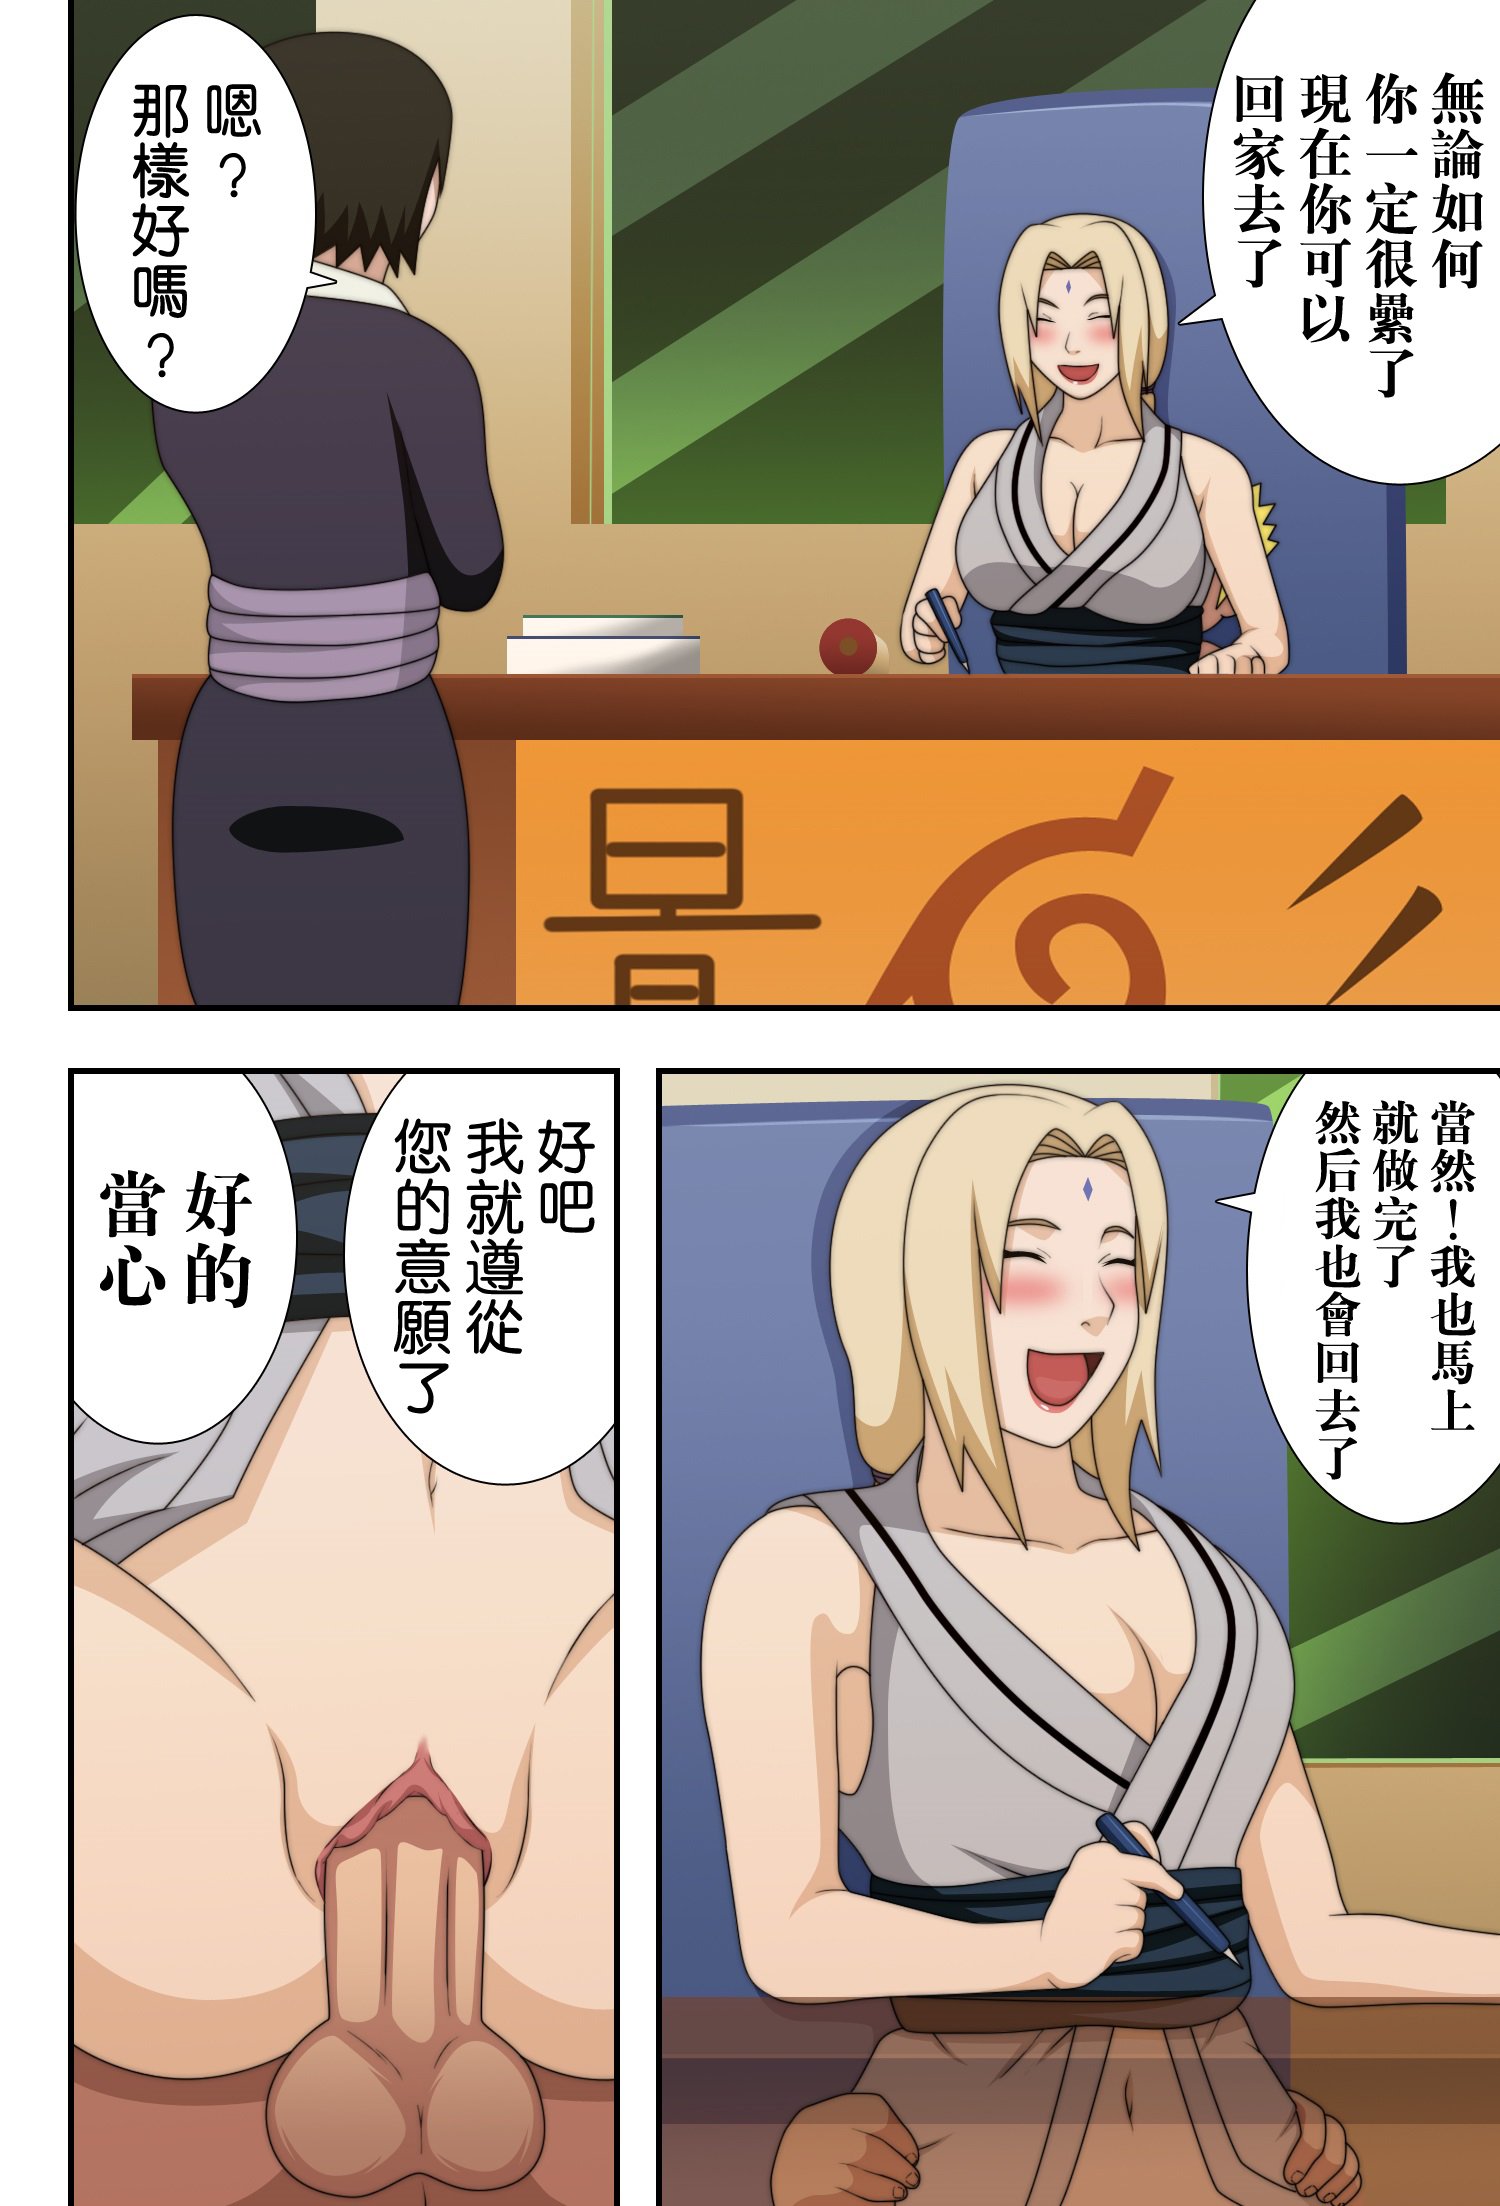 無論如何
你一定很累了
現在你可以
回家去了
嗯？
那樣好嗎？
當然！我也馬上
就做完了
然后我也會回去了
好吧
我就遵從
您的意願了
好的
當心